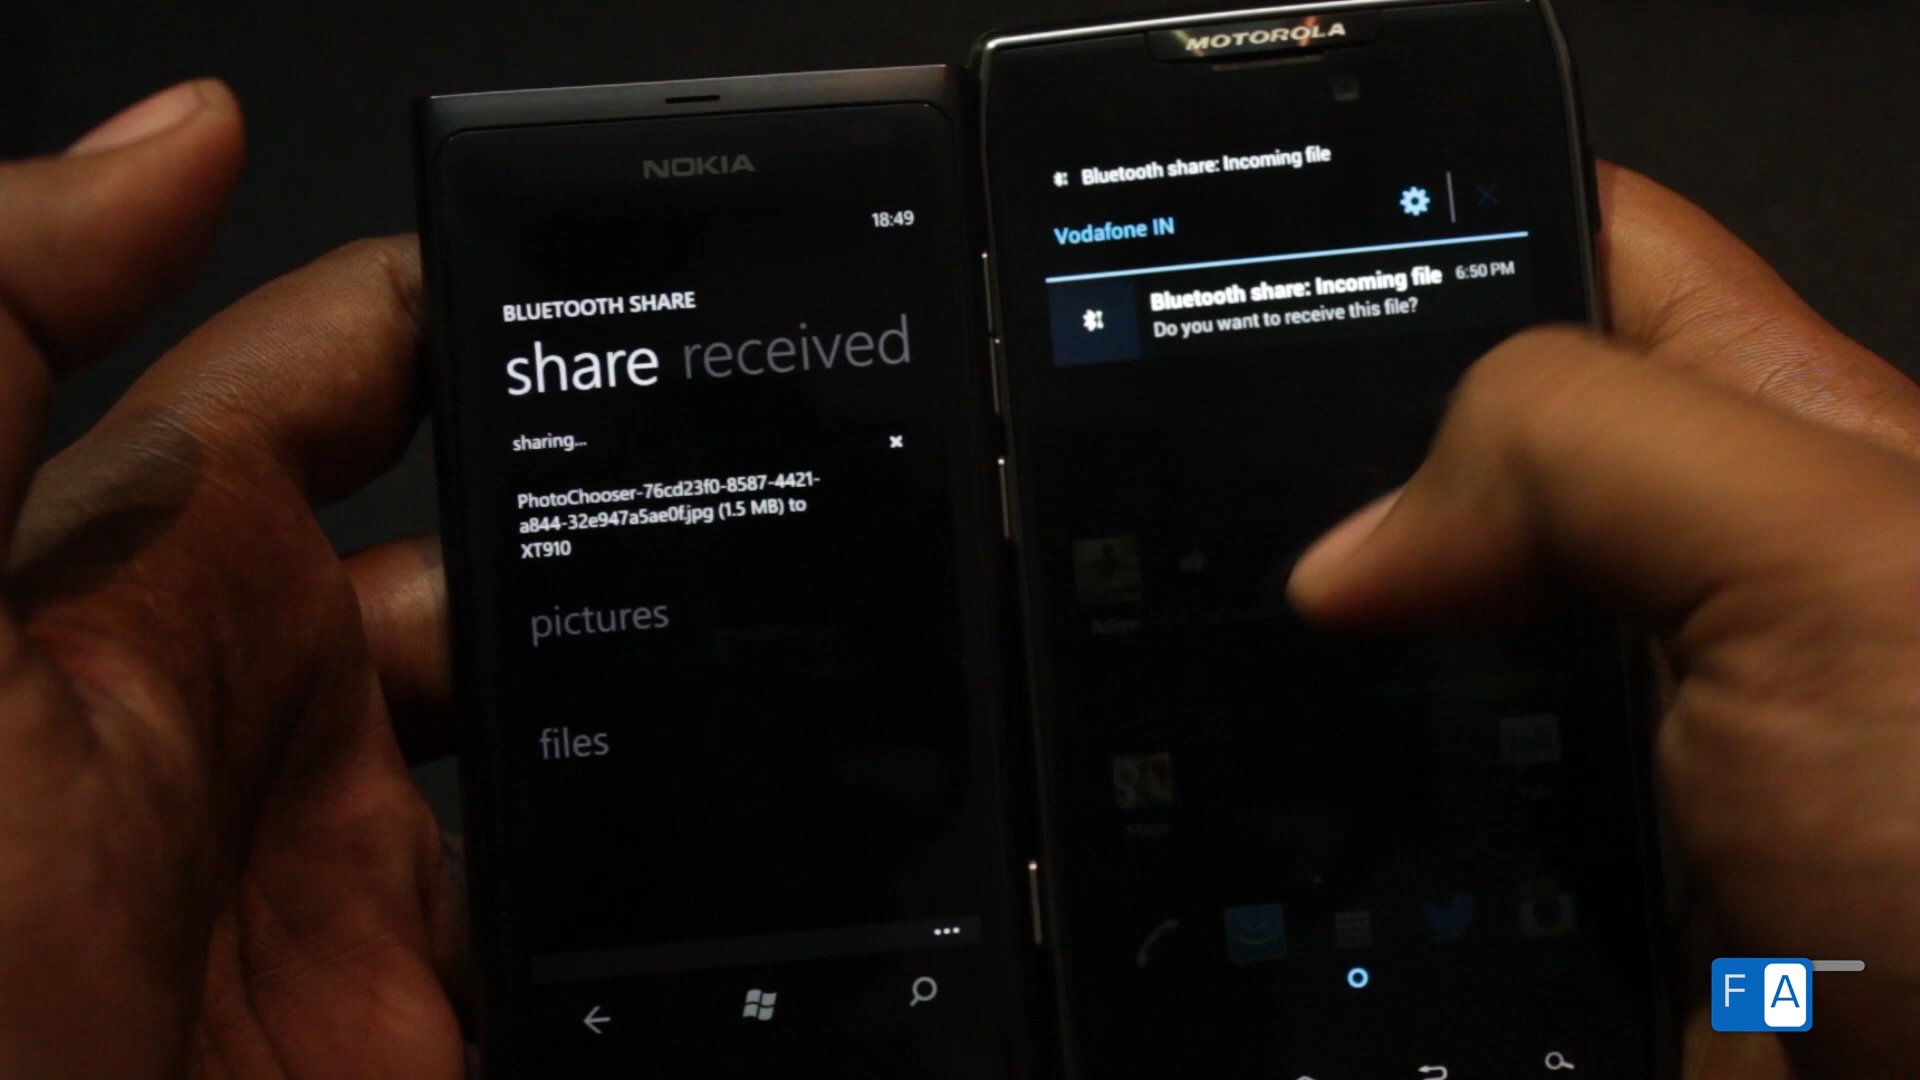 NOKIA
18:49
BLUETOOTH SHARE
share received
sharing...
PhotoChooser-76cd23f0-8587-4421-
a844-32e947a5ae0f.jpg (1.5 MB) to
XT910
pictures
files
MOTOROLA
Bluetooth share: Incoming file
Vodafone IN
Bluetooth share: Incoming file 6:50 PM
Do you want to receive this file?
Maps
FA